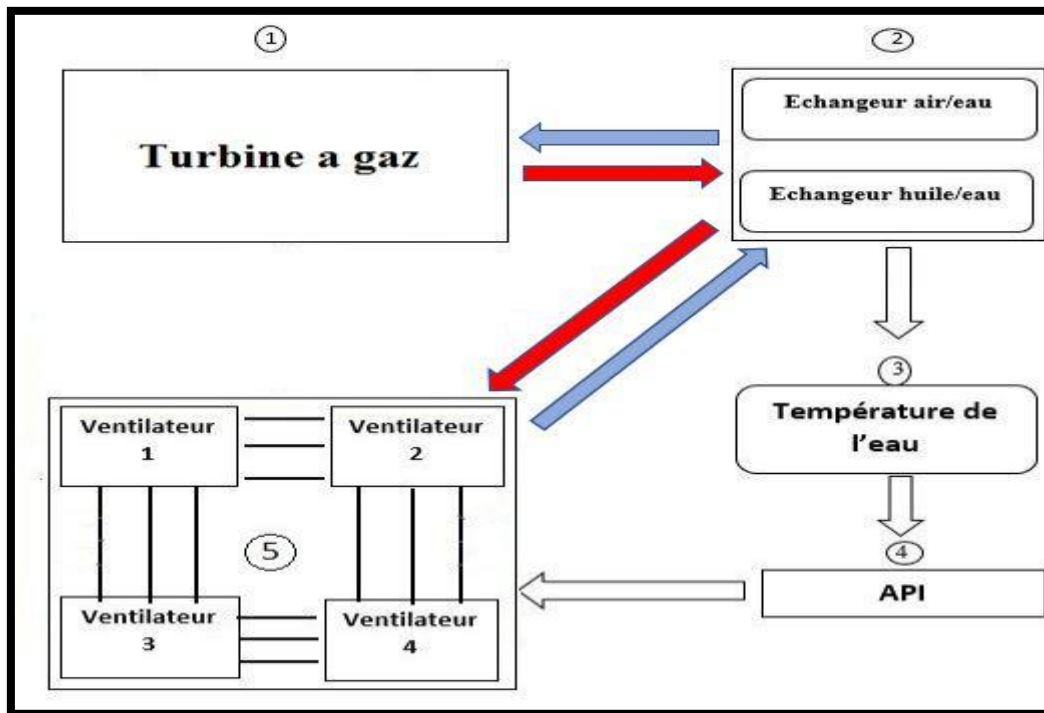 1
2
Turbine a gaz
Echangeur air/eau
Echangeur huile/eau
3
Température de
l'eau
Ventilateur
1
Ventilateur
2
5
4
API
Ventilateur
3
Ventilateur
4